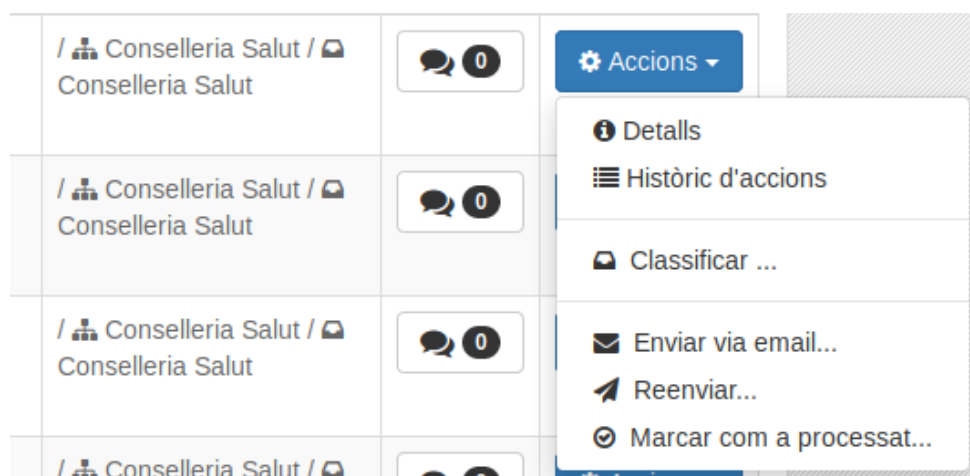 / Conselleria Salut /
Conselleria Salut
0
Accions
Detalls
Històric d'accions
Classificar ...
Enviar via email...
Reenviar...
Marcar com a processat...
/ Conselleria Salut /
Conselleria Salut
0
/ Conselleria Salut /
Conselleria Salut
0
/ Conselleria Salut /